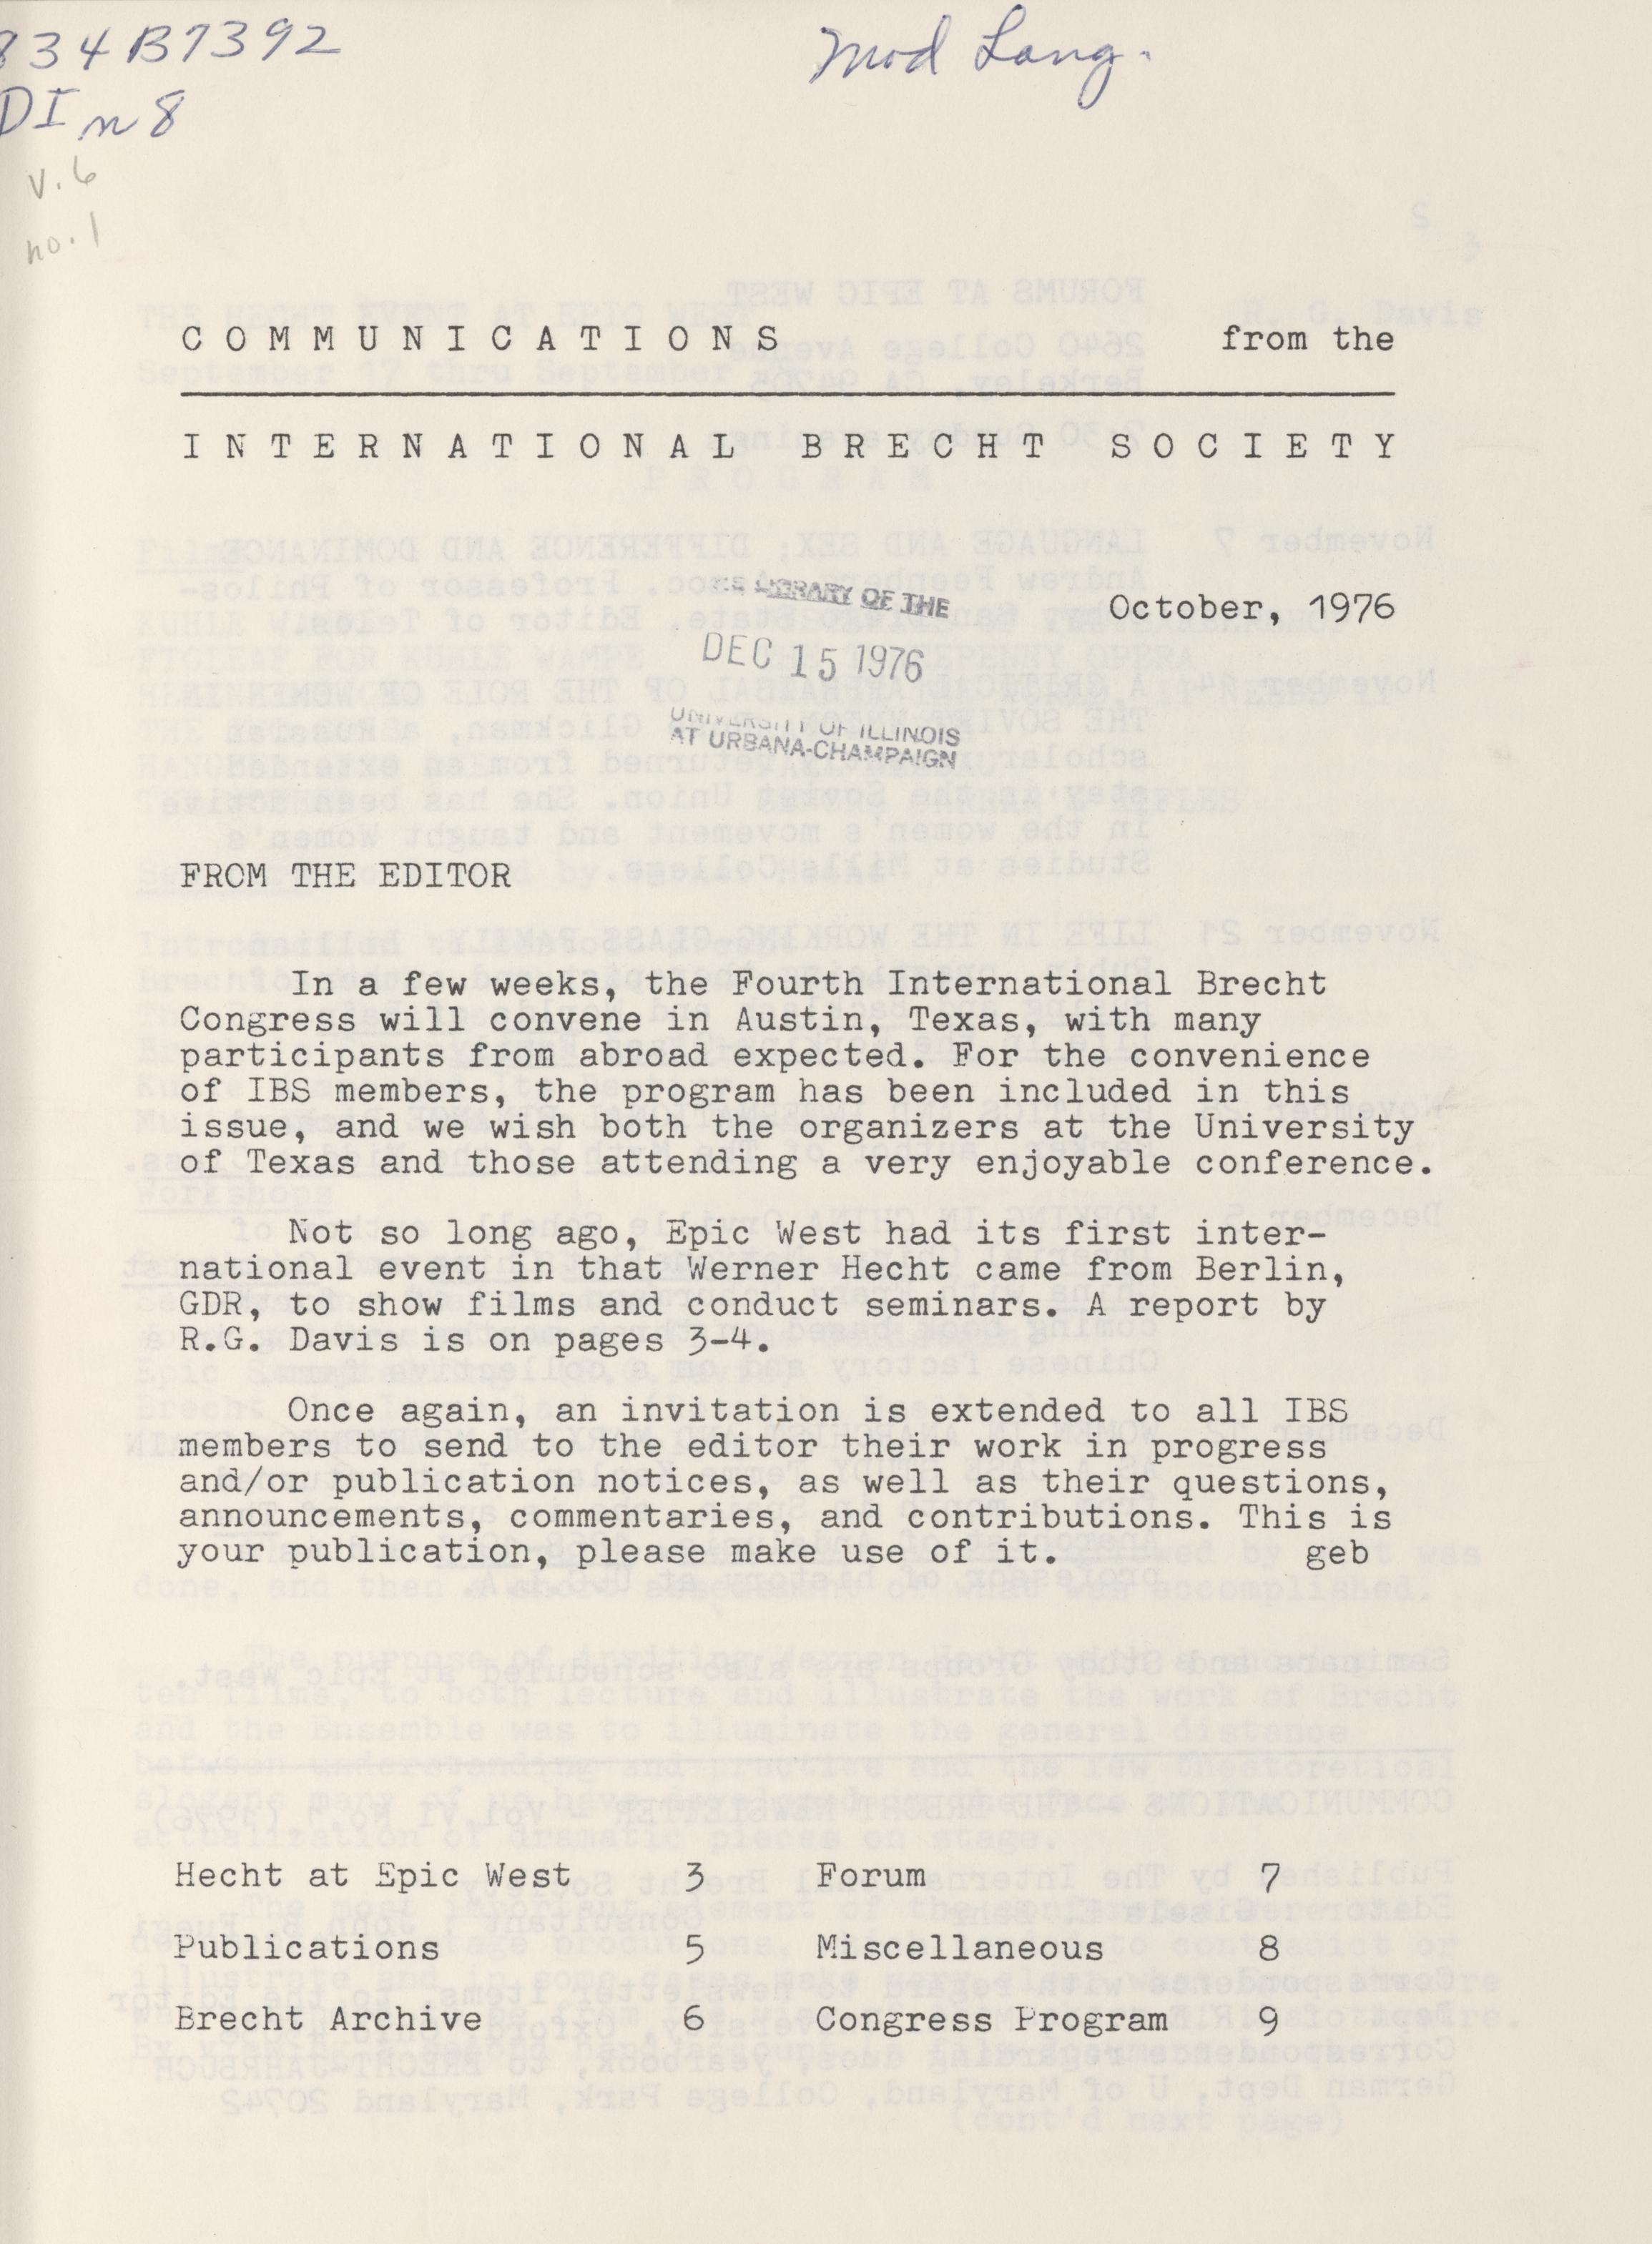 834B7392
DIn8
v.6
no.1
Mod Lang.
COMMUNICATIONS from the
INTERNATIONAL BRECHT SOCIETY
October, 1976
LIBRARY OF THE
DEC 15 1976
UNIVERSITY OF ILLINOIS
AT URBANA-CHAMPAIGN
FROM THE EDITOR
In a few weeks, the Fourth International Brecht
Congress will convene in Austin, Texas, with many
participants from abroad expected. For the convenience
of IBS members, the program has been included in this
issue, and we wish both the organizers at the University
of Texas and those attending a very enjoyable conference.
Not so long ago, Epic West had its first inter-
national event in that Werner Hecht came from Berlin,
GDR, to show films and conduct seminars. A report by
R.G. Davis is on pages 3-4.
Once again, an invitation is extended to all IBS
members to send to the editor their work in progress
and/or publication notices, as well as their questions,
announcements, commentaries, and contributions. This is
your publication, please make use of it. geb
Hecht at Epic West 3 Forum 7
Publications 5 Miscellaneous 8
Brecht Archive 6 Congress Program 9